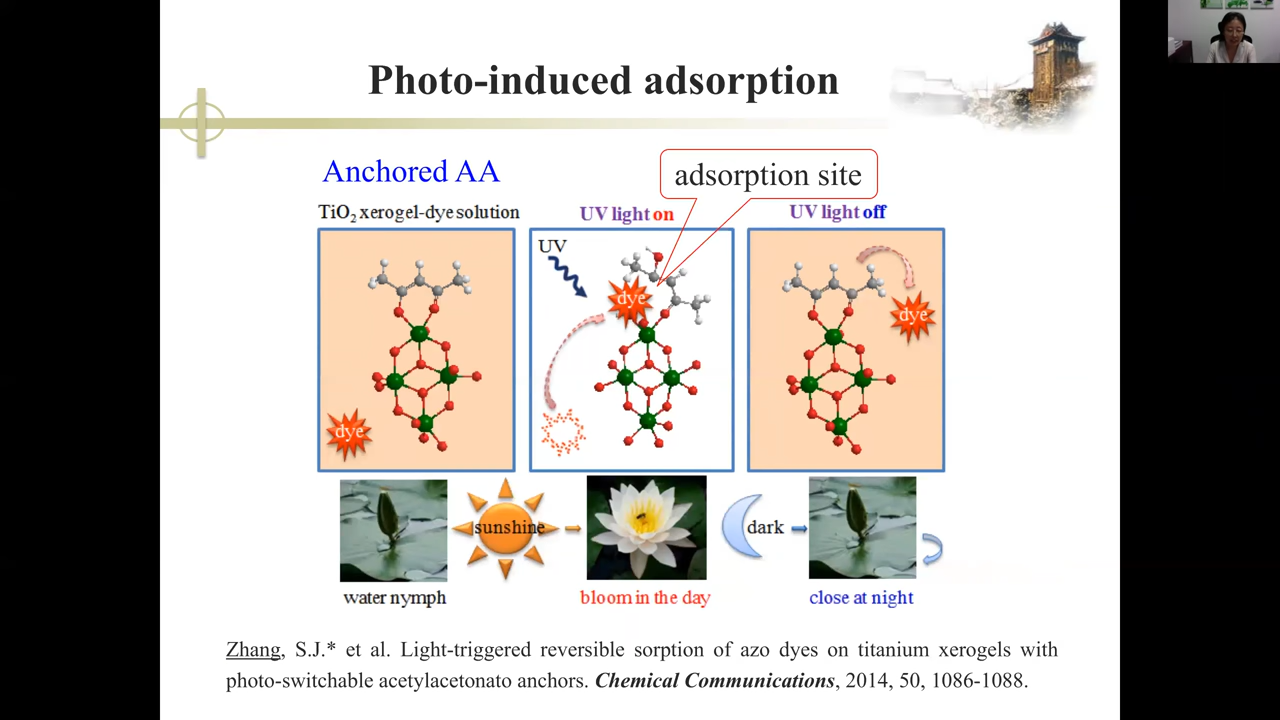 Photo-induced adsorption
Anchored AA
adsorption site
TiO2 xerogel-dye solution
UV light on
UV light off
UV
dye
dye
dye
sunshine
dark
water nymph
bloom in the day
close at night
Zhang, S.J.* et al. Light-triggered reversible sorption of azo dyes on titanium xerogels with
photo-switchable acetylacetonato anchors. Chemical Communications, 2014, 50, 1086-1088.